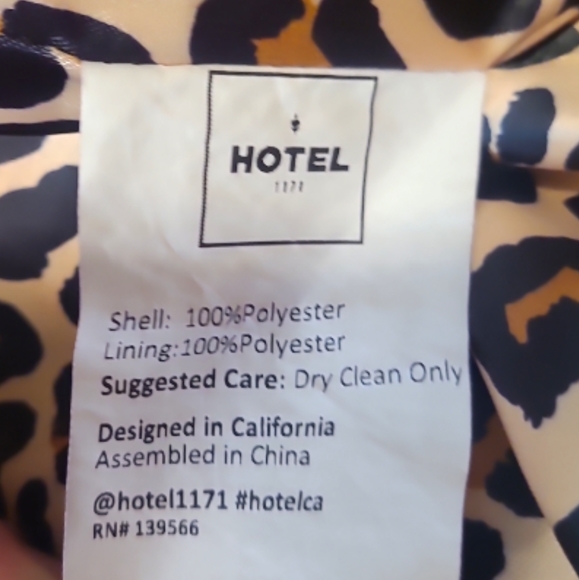 HOTEL
1171
Shell: 100%Polyester
Lining:100%Polyester
Suggested Care: Dry Clean Only
Designed in California
Assembled in China
@hotel1171 #hotelca
RN# 139566